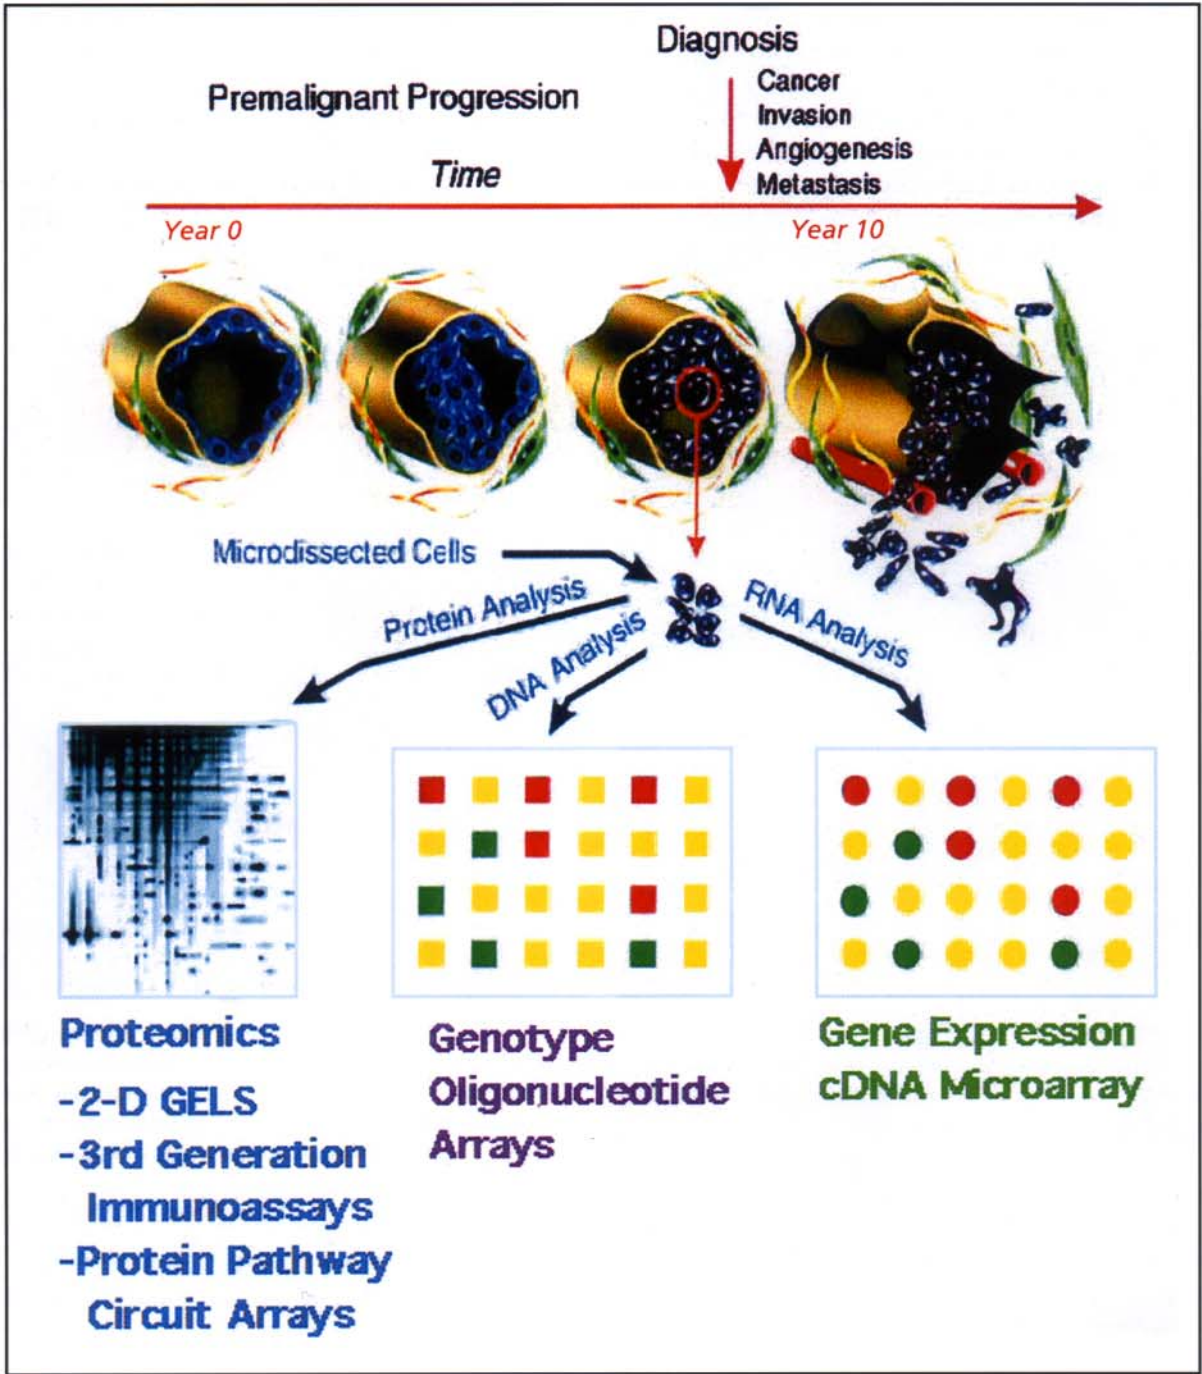 Diagnosis
Cancer
Invasion
Angiogenesis
Metastasis
Premalignant Progression
Time
Year 0
Year 10
Microdissected Cells
Protein Analysis
DNA Analysis
RNA Analysis
Proteomics
-2-D GELS
-3rd Generation
Immunoassays
-Protein Pathway
Circuit Arrays
Genotype
Oligonucleotide
Arrays
Gene Expression
cDNA Microarray